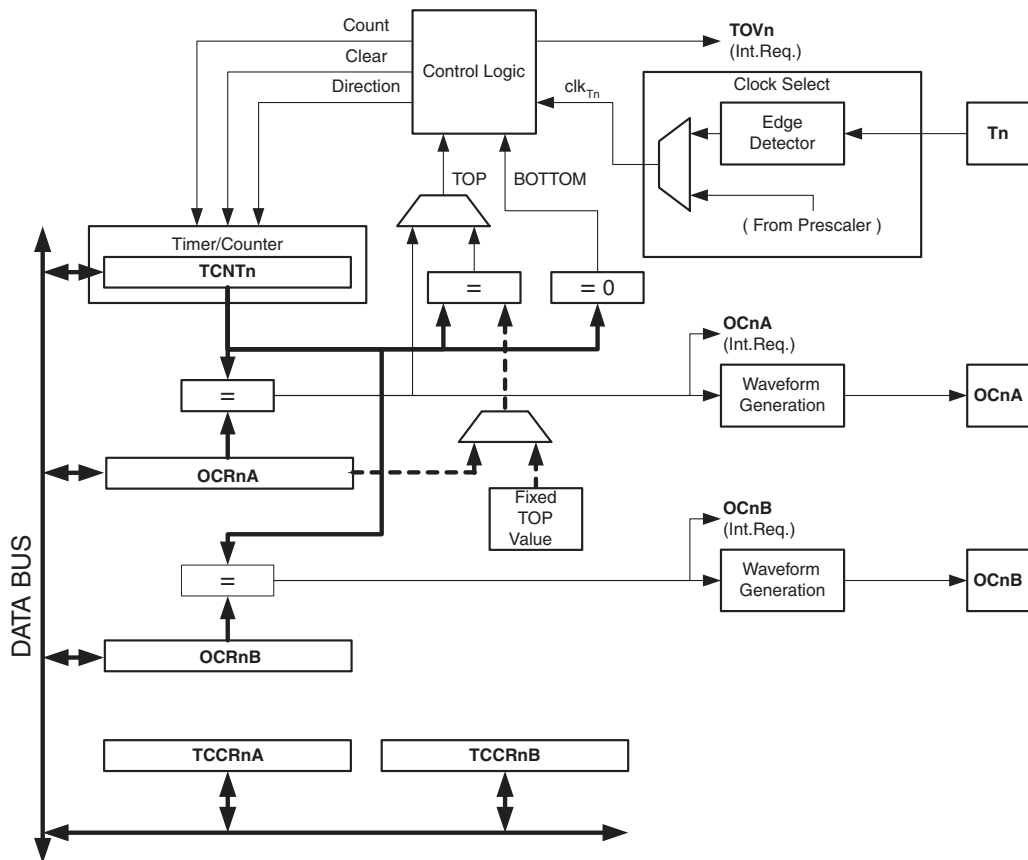 Count
Clear
Direction
Control Logic
TOVn
(Int.Req.)
clkTn
Clock Select
Edge
Detector
Tn
( From Prescaler )
TOP
BOTTOM
Timer/Counter
TCNTn
=
= 0
OCnA
(Int.Req.)
=
Waveform
Generation
OCnA
OCRnA
Fixed
TOP
Value
OCnB
(Int.Req.)
=
Waveform
Generation
OCnB
OCRnB
DATA BUS
TCCRnA
TCCRnB